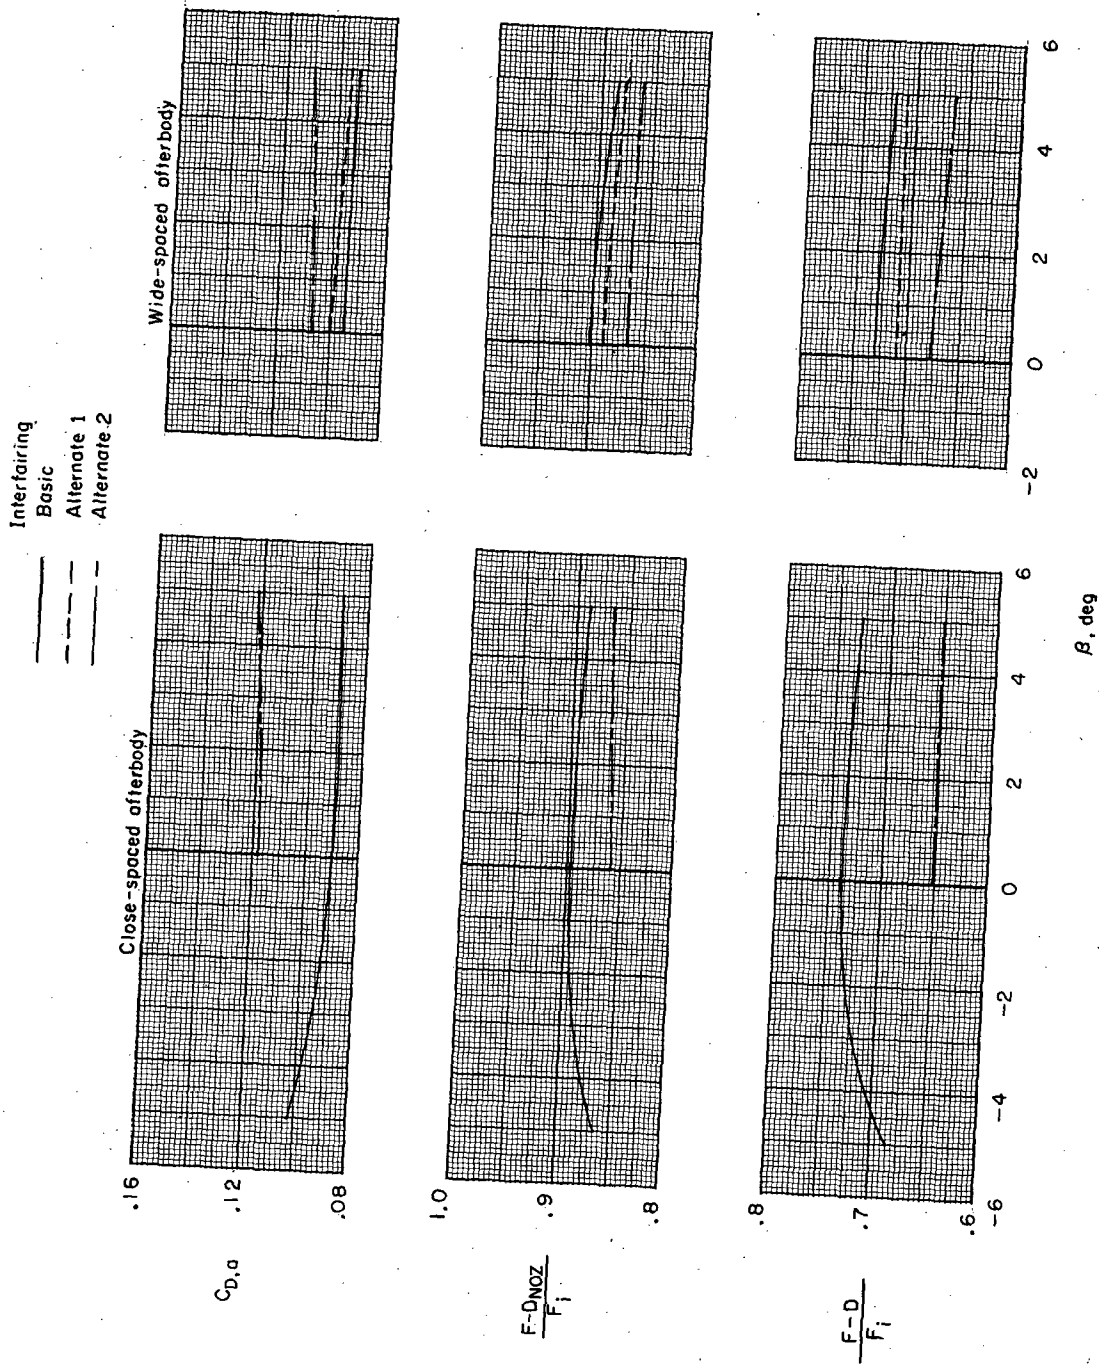 Interfairing
Basic
Alternate 1
Alternate 2
Close-spaced afterbody
Wide-spaced afterbody
.16
.12
.08
C_D,a
1.0
.9
.8
F-D_NOZ
F_i
.8
.7
.6
F-D
F_i
-6
-4
-2
0
2
4
6
-2
0
2
4
6
β, deg